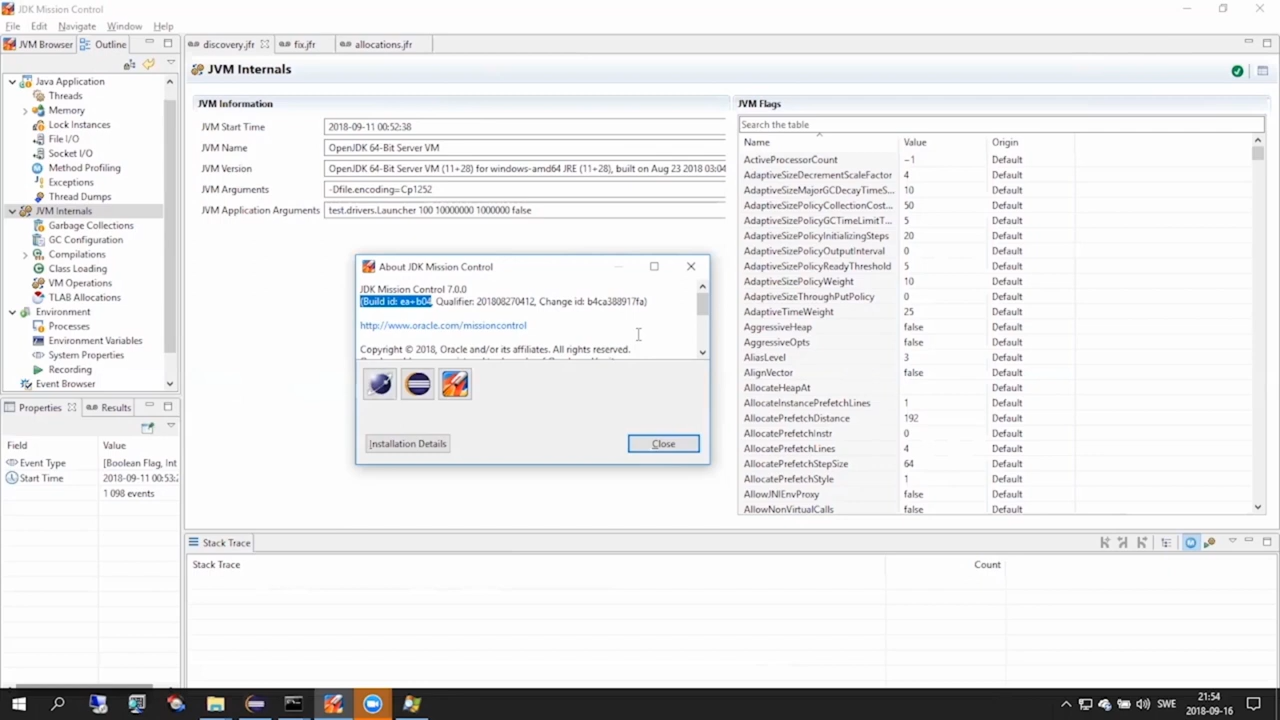 JDK Mission Control
File Edit Navigate Window Help
JVM Browser Outline
Java Application
Threads
Memory
Lock Instances
File I/O
Socket I/O
Method Profiling
Exceptions
Thread Dumps
JVM Internals
Garbage Collections
GC Configuration
Compilations
Class Loading
VM Operations
TLAB Allocations
Environment
Processes
Environment Variables
System Properties
Recording
Event Browser
Properties Results
Field Value
Event Type [Boolean Flag, Int
Start Time 2018-09-11 00:53:2
1 098 events
discovery.jfr fix.jfr allocations.jfr
JVM Internals
JVM Information
JVM Start Time 2018-09-11 00:52:38
JVM Name OpenJDK 64-Bit Server VM
JVM Version OpenJDK 64-Bit Server VM (11+28) for windows-amd64 JRE (11+28), built on Aug 23 2018 03:04
JVM Arguments -Dfile.encoding=Cp1252
JVM Application Arguments test.drivers.Launcher 100 10000000 1000000 false
About JDK Mission Control
JDK Mission Control 7.0.0
(Build id: ea+b04 Qualifier: 201808270412, Change id: b4ca388917fa)
http://www.oracle.com/missioncontrol
Copyright © 2018, Oracle and/or its affiliates. All rights reserved.
Installation Details Close
JVM Flags
Search the table
Name Value Origin
ActiveProcessorCount −1 Default
AdaptiveSizeDecrementScaleFactor 4 Default
AdaptiveSizeMajorGCDecayTimeS... 10 Default
AdaptiveSizePolicyCollectionCost... 50 Default
AdaptiveSizePolicyGCTimeLimitT... 5 Default
AdaptiveSizePolicyInitializingSteps 20 Default
AdaptiveSizePolicyOutputInterval 0 Default
AdaptiveSizePolicyReadyThreshold 5 Default
AdaptiveSizePolicyWeight 10 Default
AdaptiveSizeThroughPutPolicy 0 Default
AdaptiveTimeWeight 25 Default
AggressiveHeap false Default
AggressiveOpts false Default
AliasLevel 3 Default
AlignVector false Default
AllocateHeapAt Default
AllocateInstancePrefetchLines 1 Default
AllocatePrefetchDistance 192 Default
AllocatePrefetchInstr 0 Default
AllocatePrefetchLines 4 Default
AllocatePrefetchStepSize 64 Default
AllocatePrefetchStyle 1 Default
AllowJNIEnvProxy false Default
AllowNonVirtualCalls false Default
Stack Trace
Stack Trace Count
SWE
21:54
2018-09-16